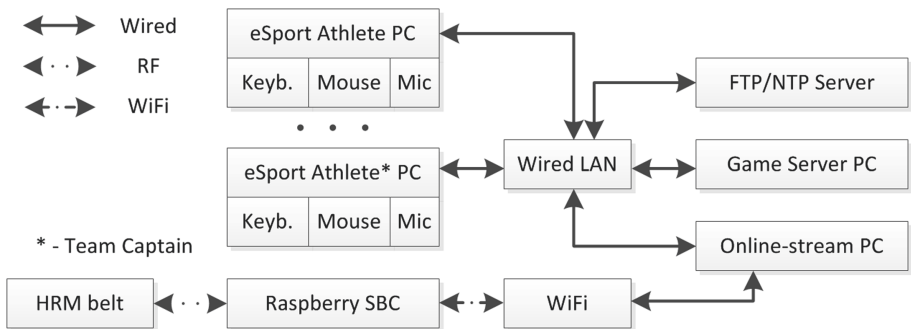 Wired
RF
WiFi
eSport Athlete PC
Keyb. Mouse Mic
eSport Athlete* PC
Keyb. Mouse Mic
* - Team Captain
Wired LAN
FTP/NTP Server
Game Server PC
Online-stream PC
HRM belt
Raspberry SBC
WiFi